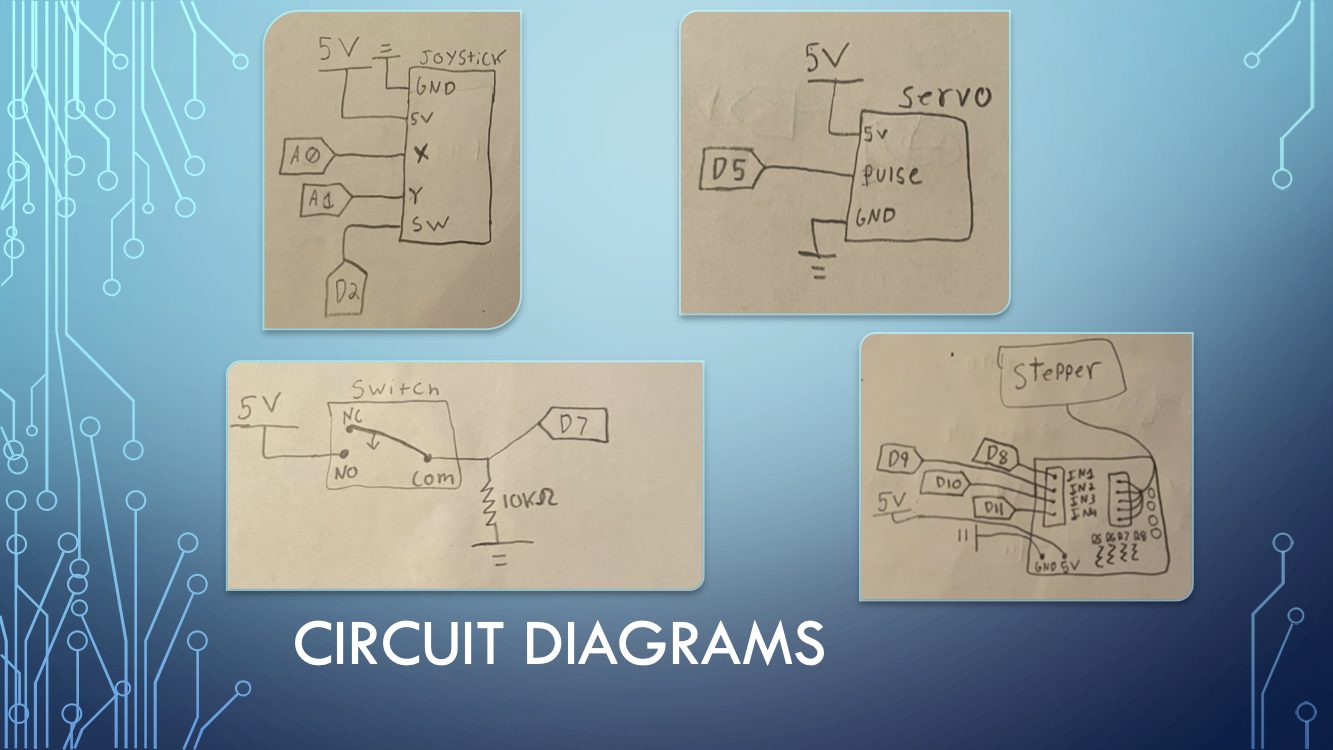 5V
JOYSTICK
GND
5V
A0
X
A1
Y
SW
D2
5V
Servo
5V
D5
Pulse
GND
Switch
5V
NC
D7
NO
Com
10KΩ
Stepper
D9
D8
IN1
D10
IN2
IN3
D11
IN4
5V
D5 D6 D7 D8
GND 5V
CIRCUIT DIAGRAMS